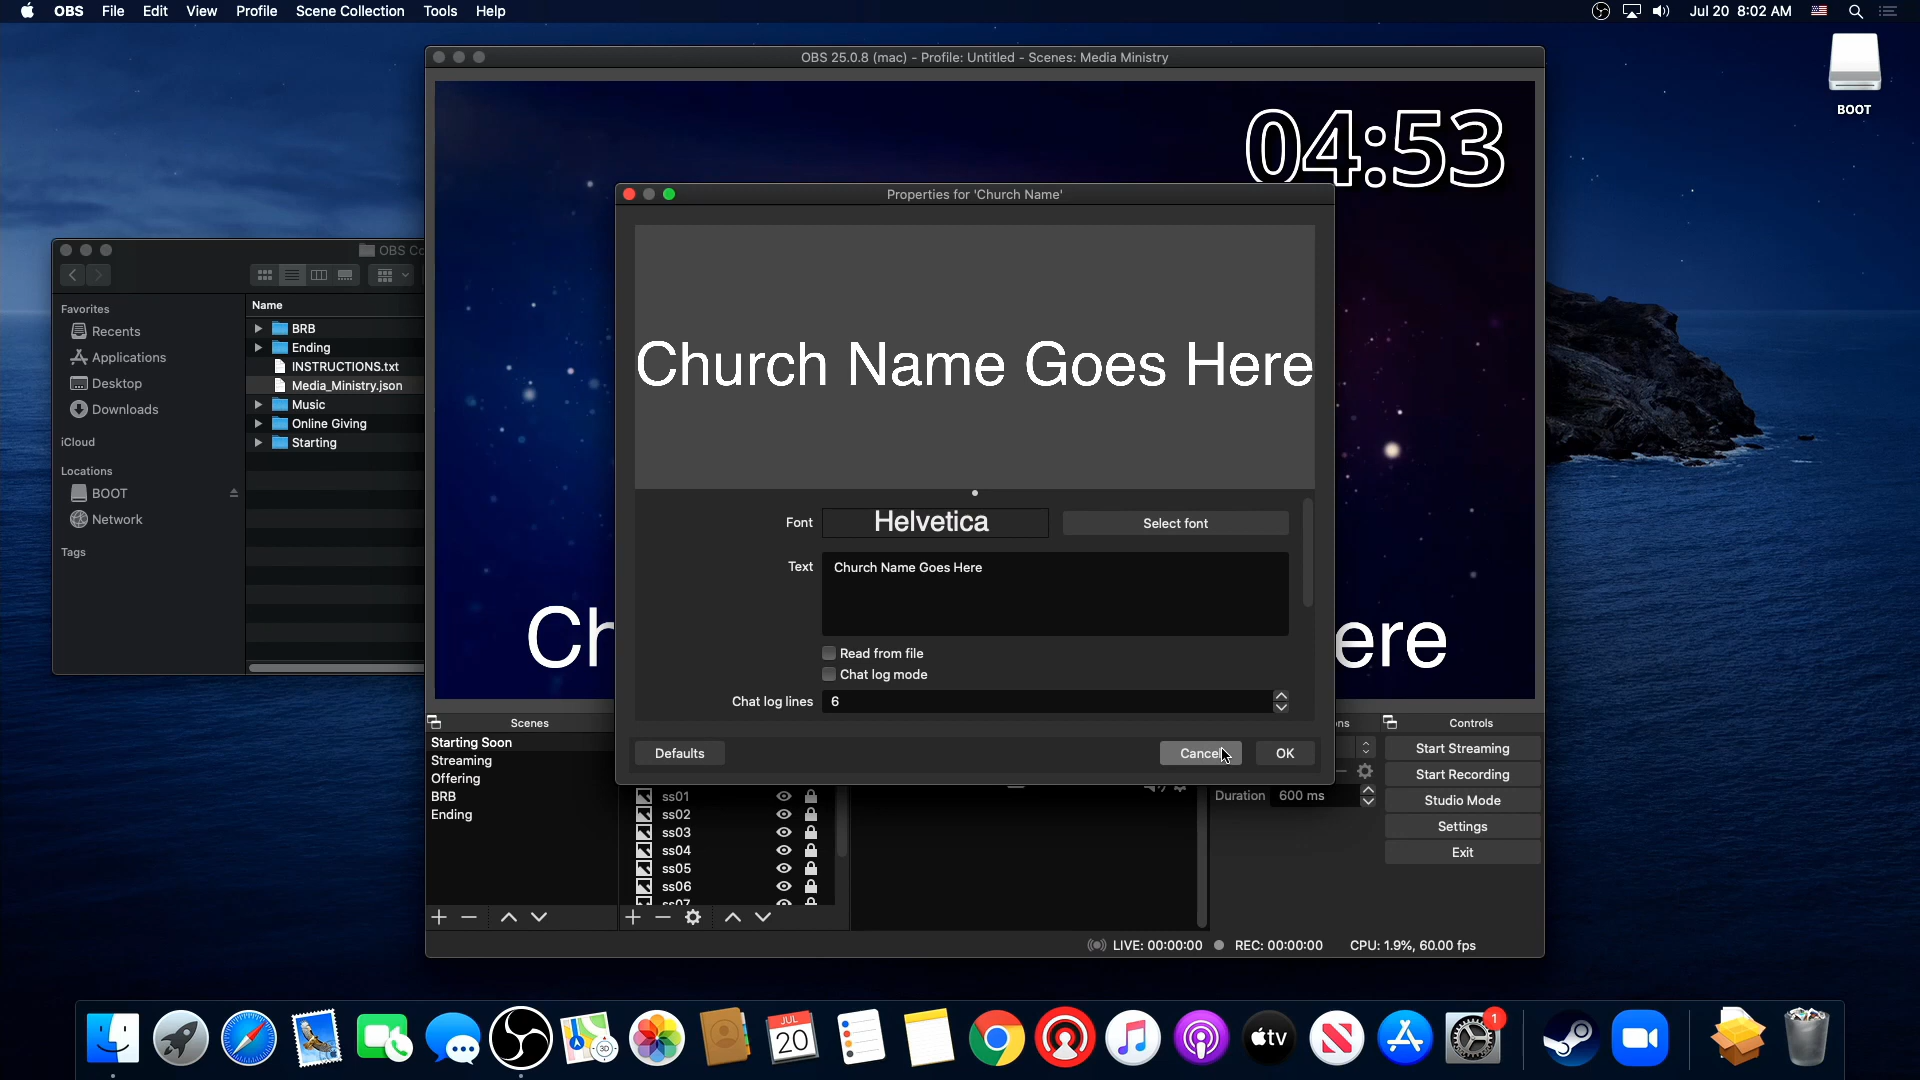 OBS File Edit View Profile Scene Collection Tools Help
Jul 20 8:02 AM
OBS 25.0.8 (mac) - Profile: Untitled - Scenes: Media Ministry
BOOT
04:53
Properties for 'Church Name'
OBS Co
Church Name Goes Here
Favorites
Recents
Applications
Desktop
Downloads
iCloud
Locations
BOOT
Network
Tags
Name
BRB
Ending
INSTRUCTIONS.txt
Media_Ministry.json
Music
Online Giving
Starting
Font Helvetica Select font
Text Church Name Goes Here
Read from file
Chat log mode
Chat log lines 6
Defaults Cancel OK
Ch ere
Scenes
Starting Soon
Streaming
Offering
BRB
Ending
ss01
ss02
ss03
ss04
ss05
ss06
ss07
ns
Duration 600 ms
Controls
Start Streaming
Start Recording
Studio Mode
Settings
Exit
LIVE: 00:00:00 REC: 00:00:00 CPU: 1.9%, 60.00 fps
3D
JUL
20
tv
1